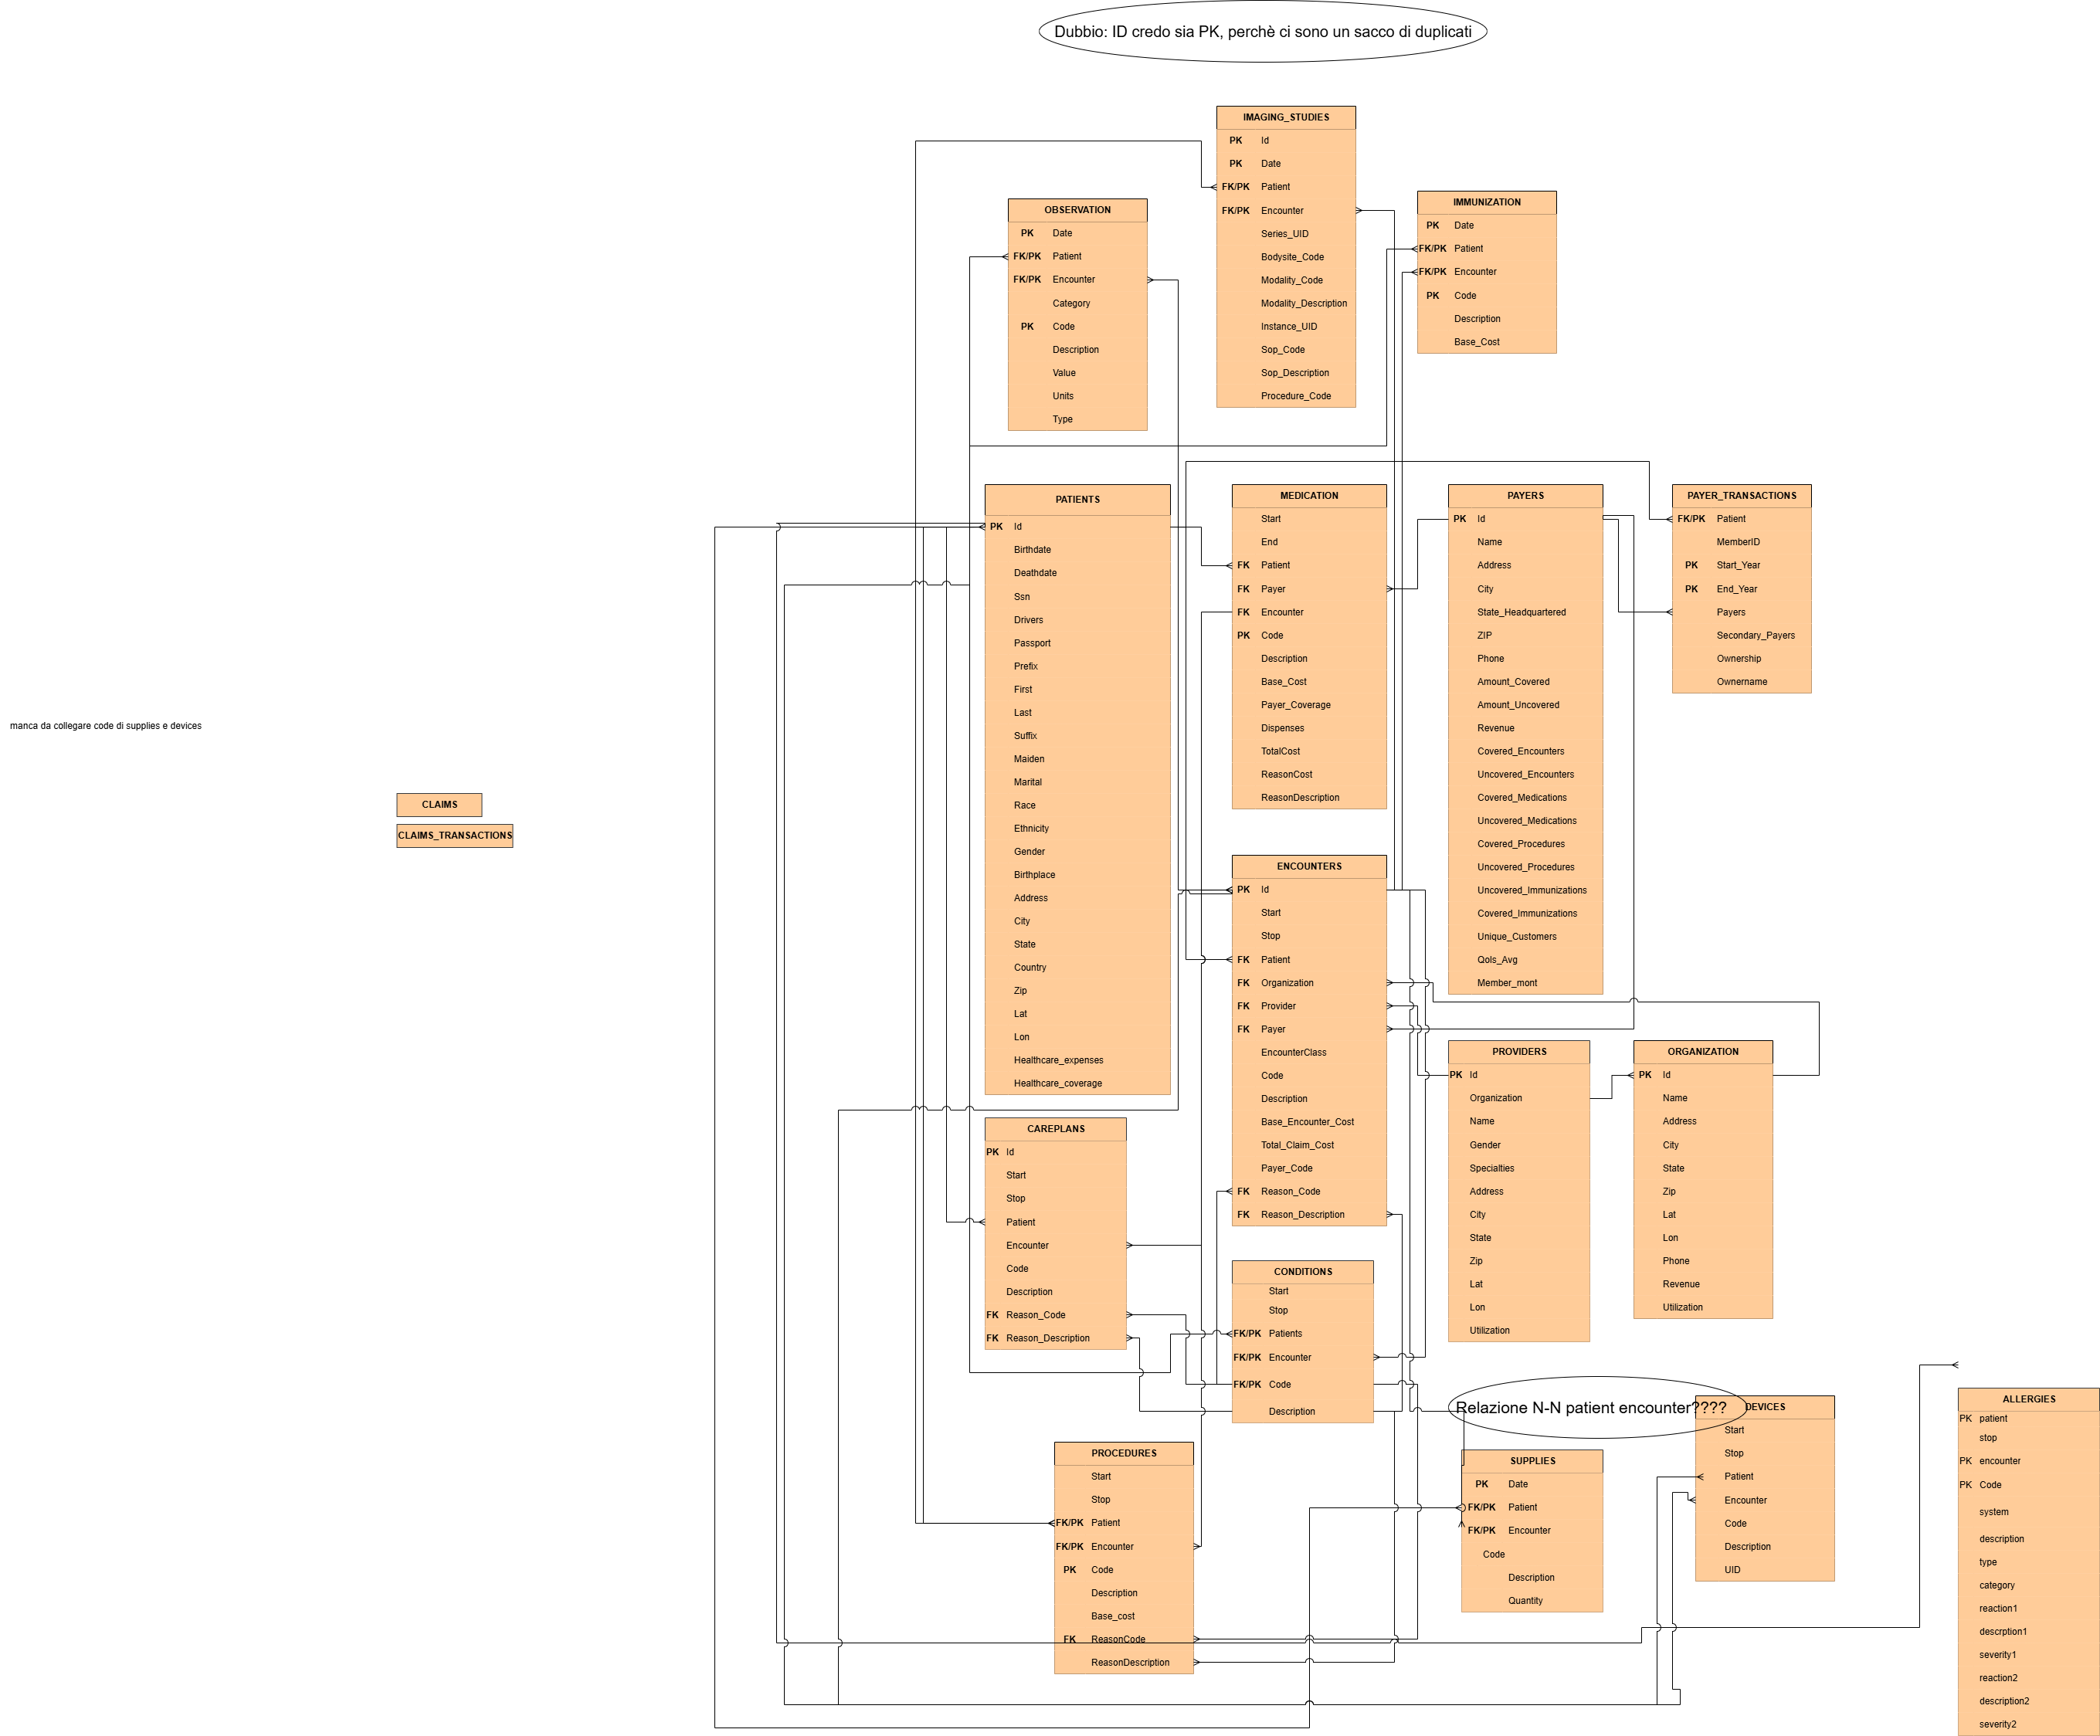 Dubbio: ID credo sia PK, perchè ci sono un sacco di duplicati
IMAGING_STUDIES
PK Id
PK Date
FK/PK Patient
FK/PK Encounter
Series_UID
Bodysite_Code
Modality_Code
Modality_Description
Instance_UID
Sop_Code
Sop_Description
Procedure_Code
OBSERVATION
PK Date
FK/PK Patient
FK/PK Encounter
Category
PK Code
Description
Value
Units
Type
IMMUNIZATION
PK Date
FK/PK Patient
FK/PK Encounter
PK Code
Description
Base_Cost
PATIENTS
PK Id
Birthdate
Deathdate
Ssn
Drivers
Passport
Prefix
First
Last
Suffix
Maiden
Marital
Race
Ethnicity
Gender
Birthplace
Address
City
State
Country
Zip
Lat
Lon
Healthcare_expenses
Healthcare_coverage
MEDICATION
Start
End
FK Patient
FK Payer
FK Encounter
PK Code
Description
Base_Cost
Payer_Coverage
Dispenses
TotalCost
ReasonCost
ReasonDescription
PAYERS
PK Id
Name
Address
City
State_Headquartered
ZIP
Phone
Amount_Covered
Amount_Uncovered
Revenue
Covered_Encounters
Uncovered_Encounters
Covered_Medications
Uncovered_Medications
Covered_Procedures
Uncovered_Procedures
Uncovered_Immunizations
Covered_Immunizations
Unique_Customers
Qols_Avg
Member_mont
PAYER_TRANSACTIONS
FK/PK Patient
MemberID
PK Start_Year
PK End_Year
Payers
Secondary_Payers
Ownership
Ownername
manca da collegare code di supplies e devices
CLAIMS
CLAIMS_TRANSACTIONS
ENCOUNTERS
PK Id
Start
Stop
FK Patient
FK Organization
FK Provider
FK Payer
EncounterClass
Code
Description
Base_Encounter_Cost
Total_Claim_Cost
Payer_Code
FK Reason_Code
FK Reason_Description
PROVIDERS
PK Id
Organization
Name
Gender
Specialties
Address
City
State
Zip
Lat
Lon
Utilization
ORGANIZATION
PK Id
Name
Address
City
State
Zip
Lat
Lon
Phone
Revenue
Utilization
CAREPLANS
PK Id
Start
Stop
Patient
Encounter
Code
Description
FK Reason_Code
FK Reason_Description
CONDITIONS
Start
Stop
FK/PK Patients
FK/PK Encounter
FK/PK Code
Description
Relazione N-N patient encounter????
DEVICES
Start
Stop
Patient
Encounter
Code
Description
UID
ALLERGIES
PK patient
stop
PK encounter
PK Code
system
description
type
category
reaction1
descrption1
severity1
reaction2
description2
severity2
PROCEDURES
Start
Stop
FK/PK Patient
FK/PK Encounter
PK Code
Description
Base_cost
FK ReasonCode
ReasonDescription
SUPPLIES
PK Date
FK/PK Patient
FK/PK Encounter
Code
Description
Quantity